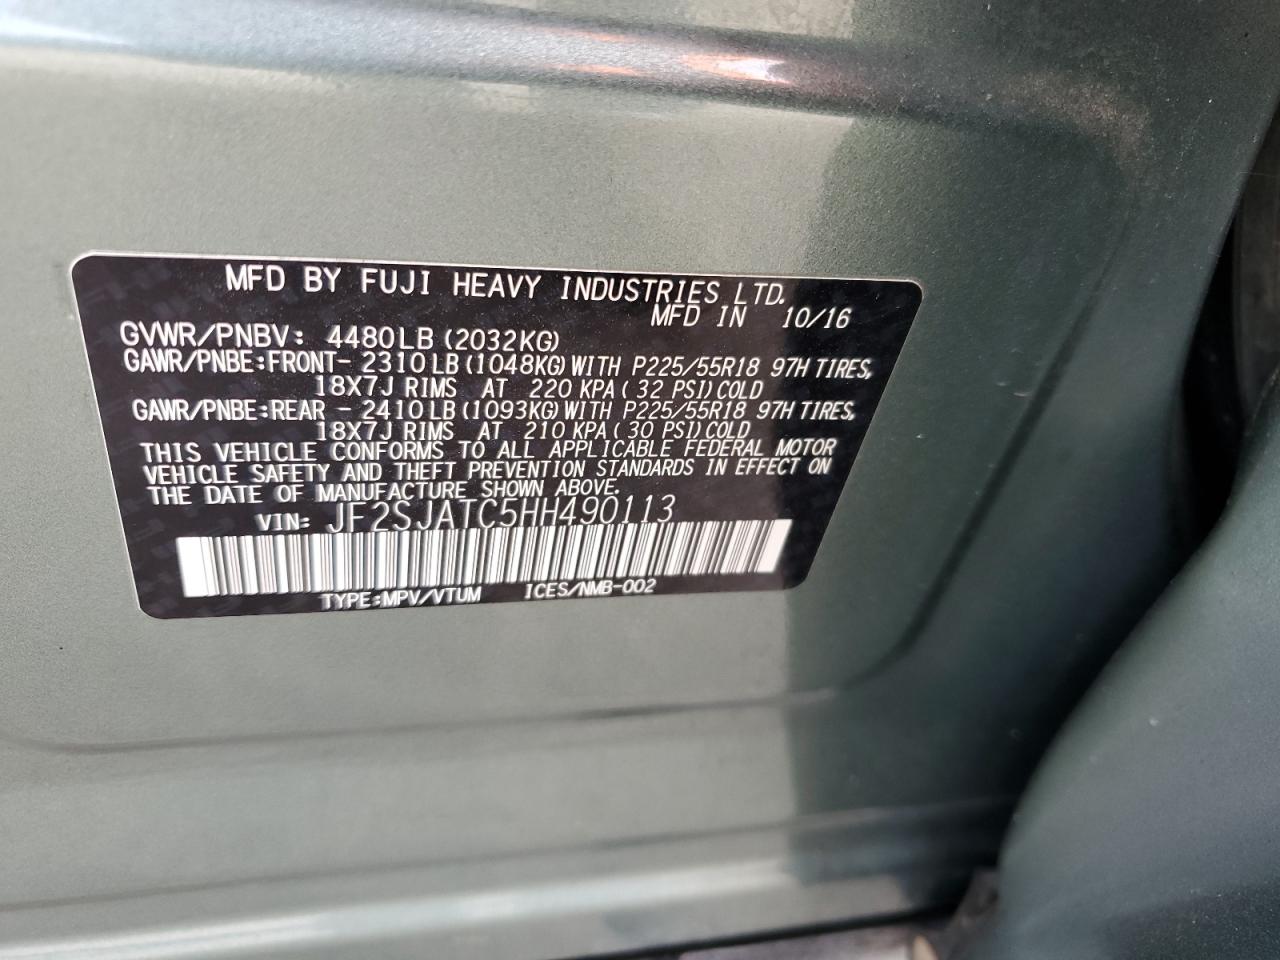 MFD BY FUJI HEAVY INDUSTRIES LTD.
MFD IN 10/16
GVWR/PNBV: 4480LB (2032KG)
GAWR/PNBE:FRONT- 2310LB (1048KG) WITH P225/55R18 97H TIRES,
18X7J RIMS AT 220 KPA ( 32 PSI) COLD
GAWR/PNBE:REAR - 2410LB (1093KG) WITH P225/55R18 97H TIRES,
18X7J RIMS AT 210 KPA ( 30 PSI) COLD
THIS VEHICLE CONFORMS TO ALL APPLICABLE FEDERAL MOTOR
VEHICLE SAFETY AND THEFT PREVENTION STANDARDS IN EFFECT ON
THE DATE OF MANUFACTURE SHOWN ABOVE.
VIN: JF2SJATC5HH490113
TYPE:MPV/VTUM ICES/NMB-002